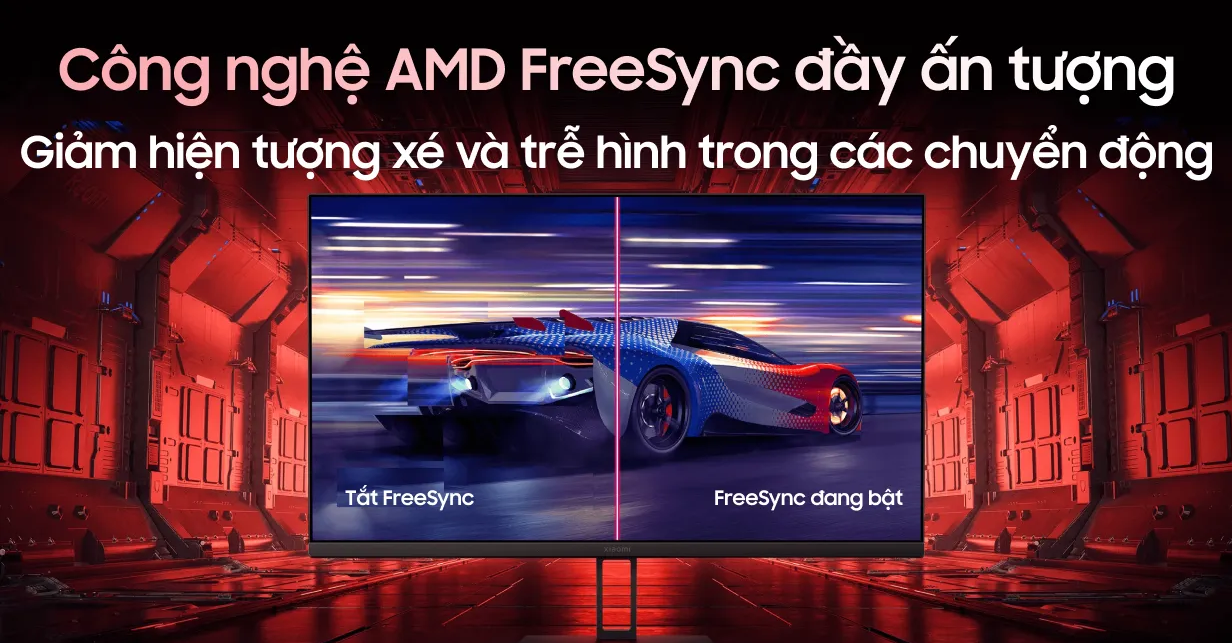 Công nghệ AMD FreeSync đầy ấn tượng
Giảm hiện tượng xé và trễ hình trong các chuyển động
Tắt FreeSync
FreeSync đang bật
xiaomi